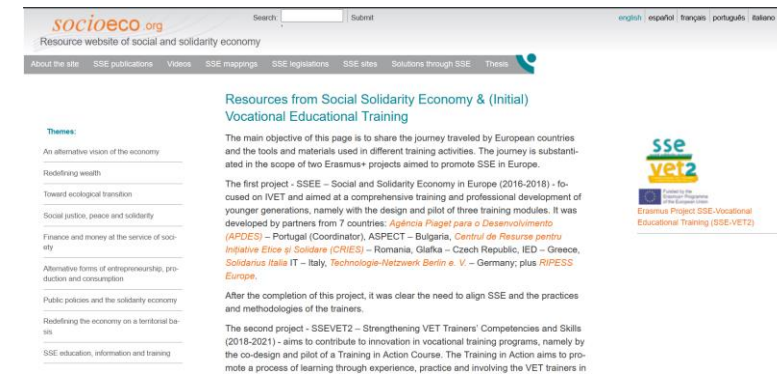 socioeco.org
Search:
Submit
english español français português italiano
Resource website of social and solidarity economy
About the site SSE publications Videos SSE mappings SSE legislations SSE sites Solutions through SSE Thesis
Resources from Social Solidarity Economy & (Initial)
Vocational Educational Training
Themes:
An alternative vision of the economy
Redefining wealth
Toward ecological transition
Social justice, peace and solidarity
Finance and money at the service of soci-
ety
Alternative forms of entrepreneurship, pro-
duction and consumption
Public policies and the solidarity economy
Redefining the economy on a territorial ba-
sis
SSE education, information and training
The main objective of this page is to share the journey traveled by European countries
and the tools and materials used in different training activities. The journey is substanti-
ated in the scope of two Erasmus+ projects aimed to promote SSE in Europe.
The first project - SSEE – Social and Solidarity Economy in Europe (2016-2018) - fo-
cused on IVET and aimed at a comprehensive training and professional development of
younger generations, namely with the design and pilot of three training modules. It was
developed by partners from 7 countries: Agência Piaget para o Desenvolvimento
(APDES) – Portugal (Coordinator), ASPECT – Bulgaria, Centrul de Resurse pentru
Inițiative Etice și Solidare (CRIES) – Romania, Glafka – Czech Republic, IED – Greece,
Solidarius Italia IT – Italy, Technologie-Netzwerk Berlin e. V. – Germany; plus RIPESS
Europe.
After the completion of this project, it was clear the need to align SSE and the practices
and methodologies of the trainers.
The second project - SSEVET2 – Strengthening VET Trainers' Competencies and Skills
(2018-2021) - aims to contribute to innovation in vocational training programs, namely by
the co-design and pilot of a Training in Action Course. The Training in Action aims to pro-
mote a process of learning through experience, practice and involving the VET trainers in
sse
vet2
Funded by the
Erasmus+ Programme
of the European Union
Erasmus Project SSE-Vocational
Educational Training (SSE-VET2)